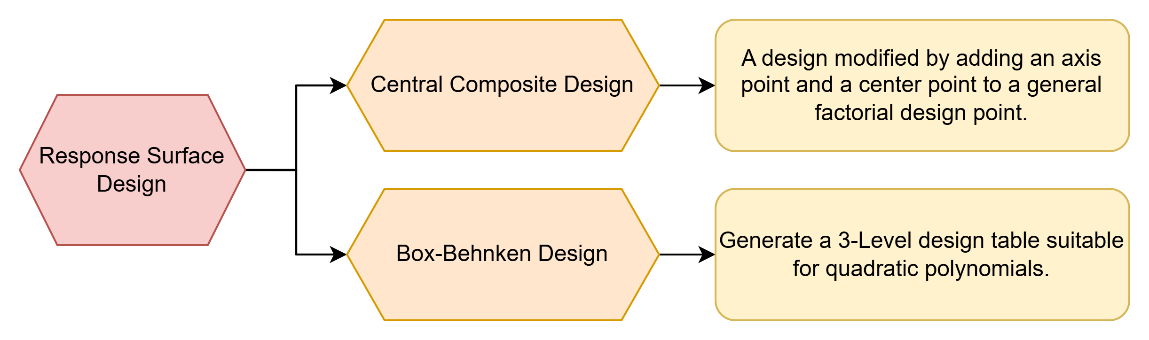 Response Surface
Design
Central Composite Design
A design modified by adding an axis
point and a center point to a general
factorial design point.
Box-Behnken Design
Generate a 3-Level design table suitable
for quadratic polynomials.